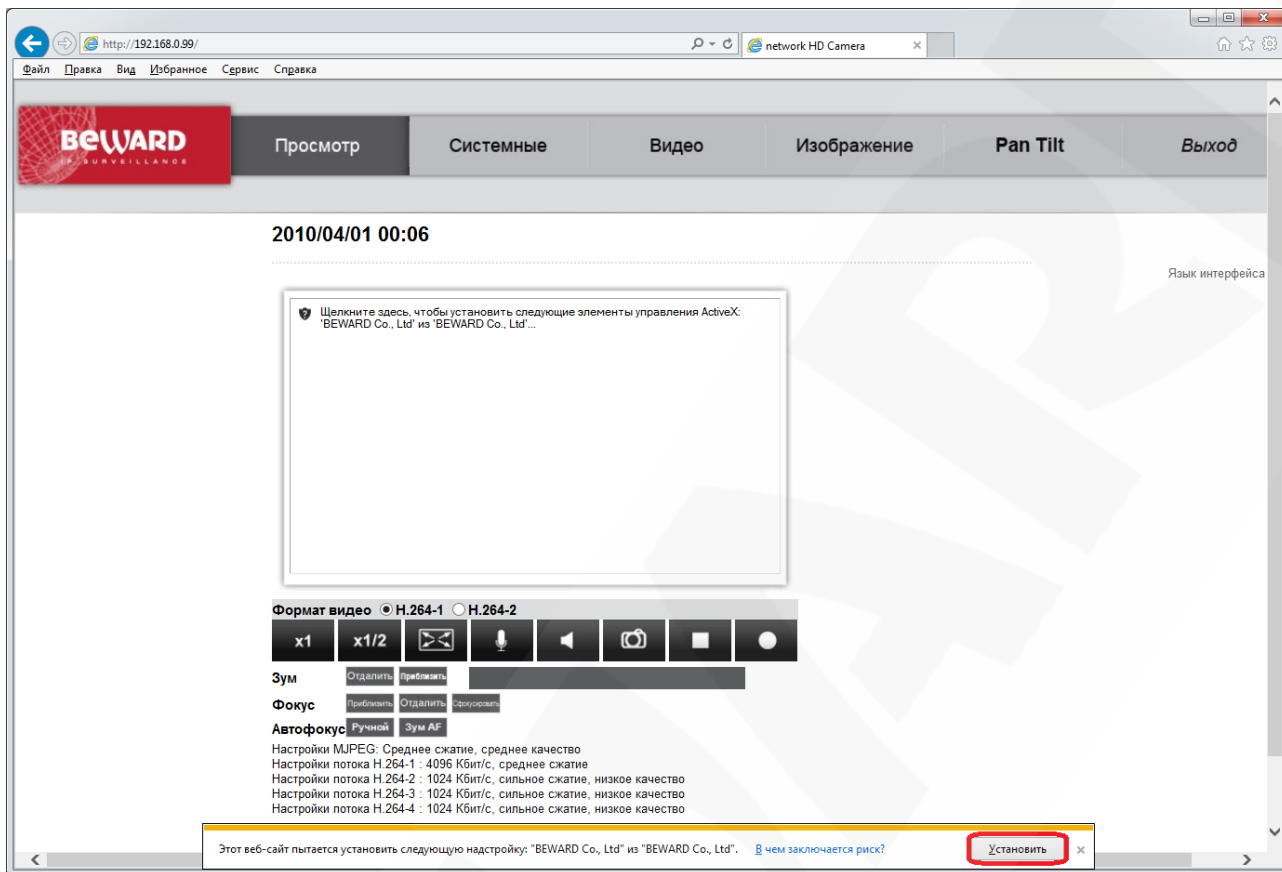 http://192.168.0.99/
network HD Camera
Файл Правка Вид Избранное Сервис Справка
BEWARD
IP SURVEILLANCE
Просмотр Системные Видео Изображение Pan Tilt Выход
2010/04/01 00:06
Язык интерфейса
Щелкните здесь, чтобы установить следующие элементы управления ActiveX:
'BEWARD Co., Ltd' из 'BEWARD Co., Ltd'...
Формат видео H.264-1 H.264-2
x1 x1/2
Зум Отдалить Приблизить
Фокус Приблизить Отдалить Сфокусировать
Автофокус Ручной Зум AF
Настройки MJPEG: Среднее сжатие, среднее качество
Настройки потока H.264-1 : 4096 Кбит/с, среднее сжатие
Настройки потока H.264-2 : 1024 Кбит/с, сильное сжатие, низкое качество
Настройки потока H.264-3 : 1024 Кбит/с, сильное сжатие, низкое качество
Настройки потока H.264-4 : 1024 Кбит/с, сильное сжатие, низкое качество
Этот веб-сайт пытается установить следующую надстройку: "BEWARD Co., Ltd" из "BEWARD Co., Ltd". В чем заключается риск? Установить